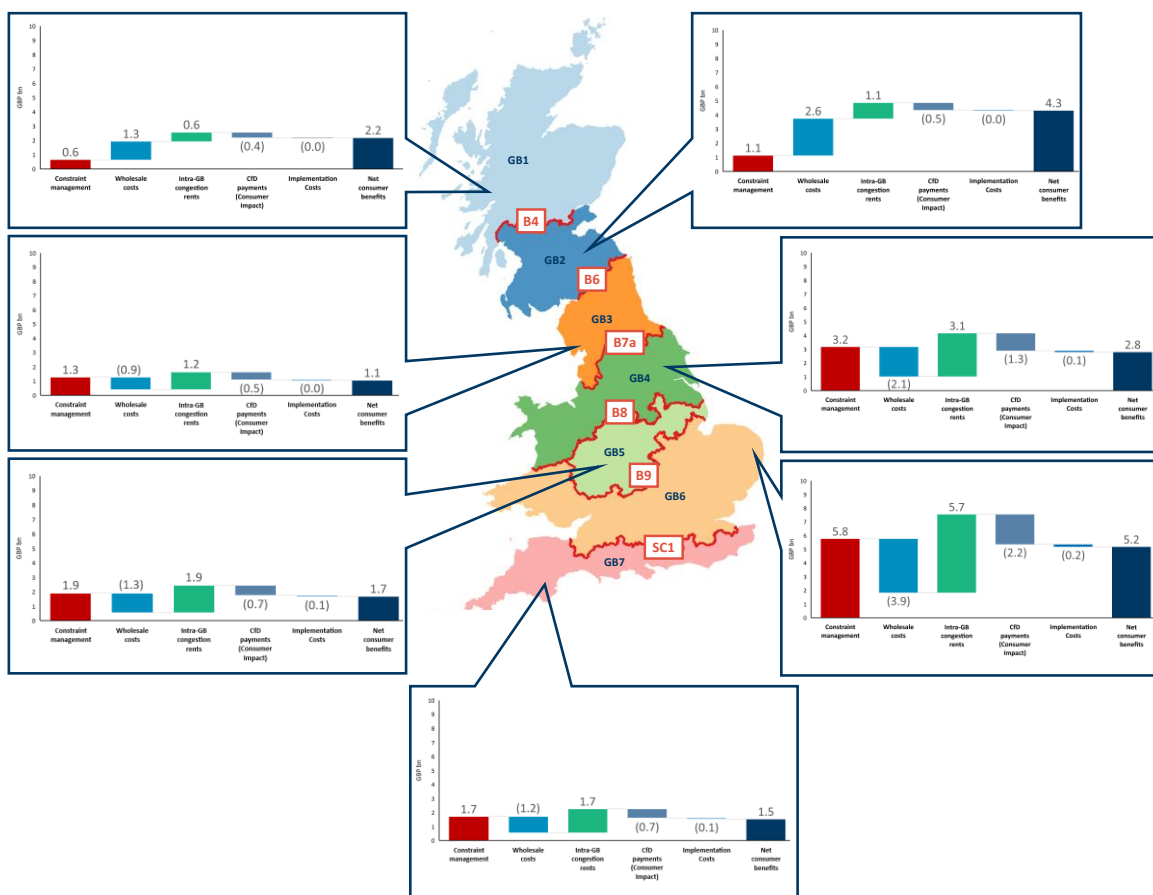 10
9
8
7
6
5
4
3
2
1
0
GBP bn
0.6
1.3
0.6
(0.4)
(0.0)
2.2
Constraint
management
Wholesale
costs
Intra-GB
congestion
rents
CfD
payments
(Consumer
Impact)
Implementation
Costs
Net
consumer
benefits
10
9
8
7
6
5
4
3
2
1
0
GBP bn
1.1
2.6
1.1
(0.5)
(0.0)
4.3
Constraint
management
Wholesale
costs
Intra-GB
congestion
rents
CfD
payments
(Consumer
Impact)
Implementation
Costs
Net
consumer
benefits
GB1
B4
GB2
B6
GB3
B7a
GB4
B8
GB5
B9
GB6
SC1
GB7
10
9
8
7
6
5
4
3
2
1
0
GBP bn
1.3
(0.9)
1.2
(0.5)
(0.0)
1.1
Constraint
management
Wholesale
costs
Intra-GB
congestion
rents
CfD
payments
(Consumer
Impact)
Implementation
Costs
Net
consumer
benefits
10
9
8
7
6
5
4
3
2
1
0
GBP bn
3.2
(2.1)
3.1
(1.3)
(0.1)
2.8
Constraint
management
Wholesale
costs
Intra-GB
congestion
rents
CfD
payments
(Consumer
Impact)
Implementation
Costs
Net
consumer
benefits
10
9
8
7
6
5
4
3
2
1
0
GBP bn
1.9
(1.3)
1.9
(0.7)
(0.1)
1.7
Constraint
management
Wholesale
costs
Intra-GB
congestion
rents
CfD
payments
(Consumer
Impact)
Implementation
Costs
Net
consumer
benefits
10
9
8
7
6
5
4
3
2
1
0
GBP bn
5.8
(3.9)
5.7
(2.2)
(0.2)
5.2
Constraint
management
Wholesale
costs
Intra-GB
congestion
rents
CfD
payments
(Consumer
Impact)
Implementation
Costs
Net
consumer
benefits
10
9
8
7
6
5
4
3
2
1
0
GBP bn
1.7
(1.2)
1.7
(0.7)
(0.1)
1.5
Constraint
management
Wholesale
costs
Intra-GB
congestion
rents
CfD
payments
(Consumer
Impact)
Implementation
Costs
Net
consumer
benefits